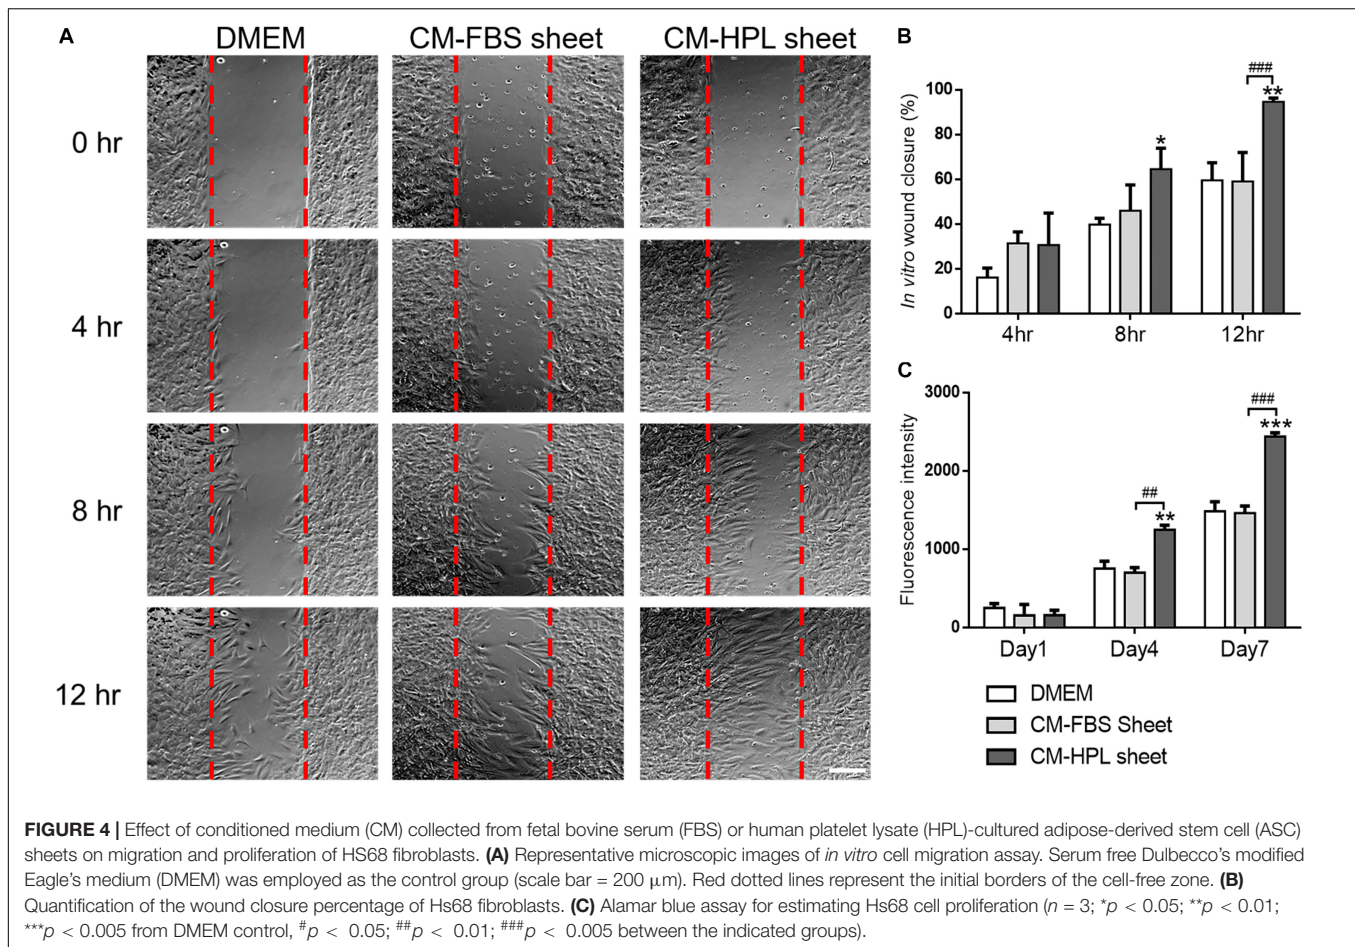 A
DMEM
CM-FBS sheet
CM-HPL sheet
0 hr
4 hr
8 hr
12 hr
B
In vitro wound closure (%)
100
80
60
40
20
0
4hr
8hr
12hr
*
###
**
C
Fluorescence intensity
3000
2000
1000
0
Day1
Day4
Day7
##
**
###
***
DMEM
CM-FBS Sheet
CM-HPL sheet
FIGURE 4 | Effect of conditioned medium (CM) collected from fetal bovine serum (FBS) or human platelet lysate (HPL)-cultured adipose-derived stem cell (ASC)
sheets on migration and proliferation of HS68 fibroblasts. (A) Representative microscopic images of in vitro cell migration assay. Serum free Dulbecco's modified
Eagle's medium (DMEM) was employed as the control group (scale bar = 200 μm). Red dotted lines represent the initial borders of the cell-free zone. (B)
Quantification of the wound closure percentage of Hs68 fibroblasts. (C) Alamar blue assay for estimating Hs68 cell proliferation (n = 3; *p < 0.05; **p < 0.01;
***p < 0.005 from DMEM control, #p < 0.05; ##p < 0.01; ###p < 0.005 between the indicated groups).